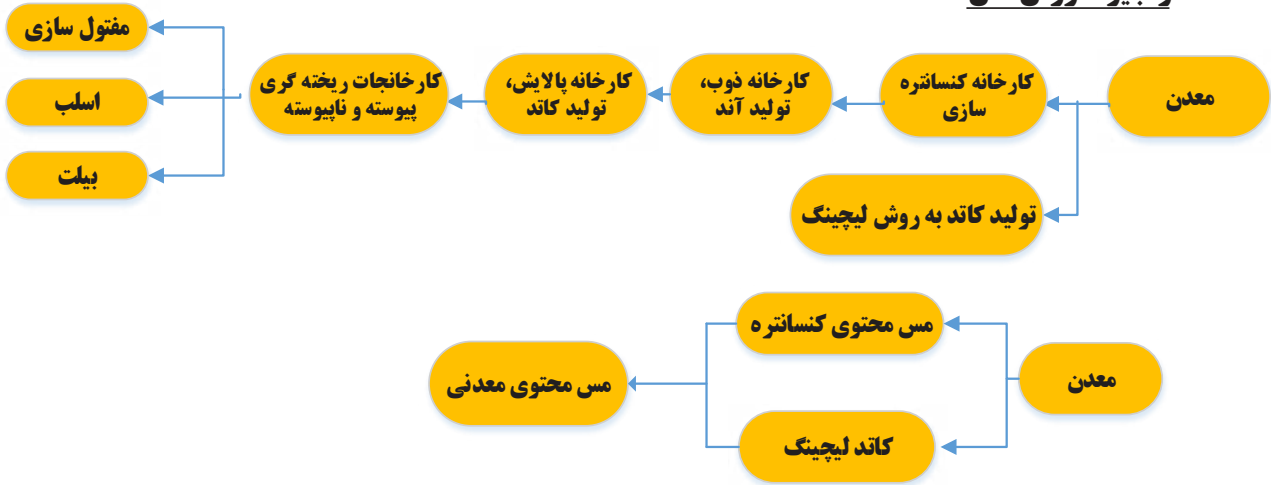 معدن
کارخانه کنسانتره
سازی
کارخانه ذوب،
تولید آند
کارخانه پالایش،
تولید کاتد
کارخانجات ریخته گری
پیوسته و ناپیوسته
مفتول سازی
اسلب
بیلت
تولید کاتد به روش لیچینگ
معدن
مس محتوی کنسانتره
کاتد لیچینگ
مس محتوی معدنی